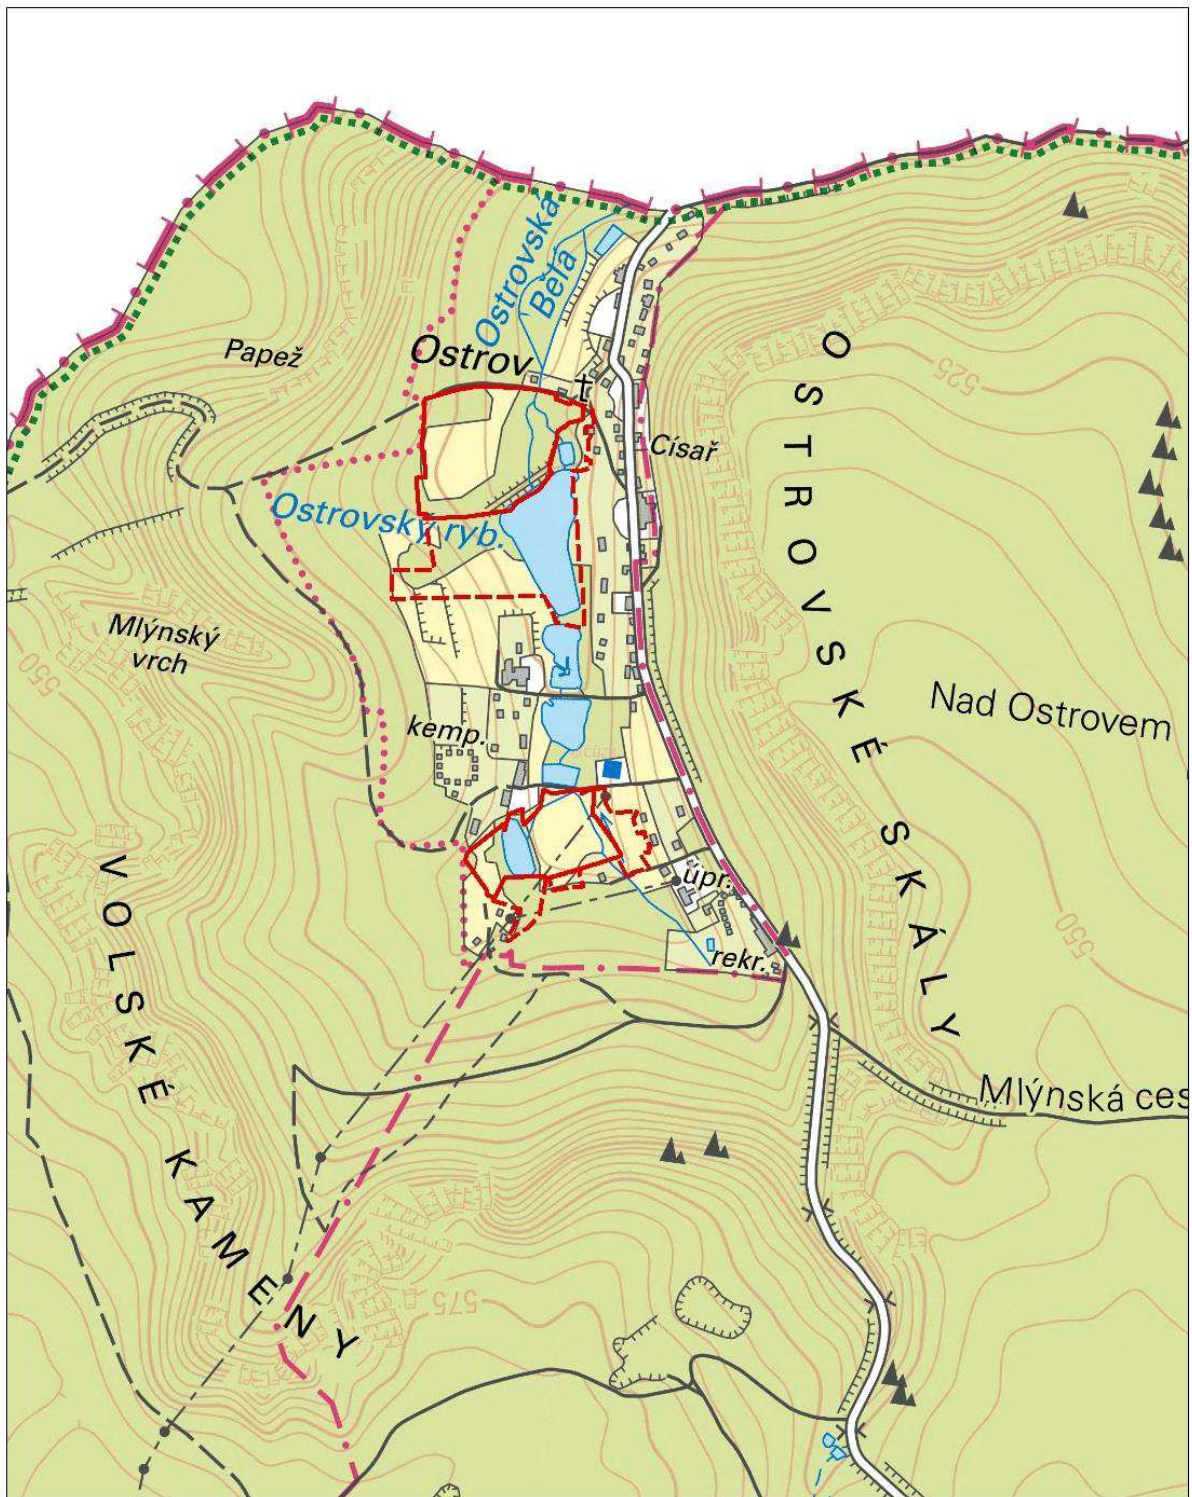 Ostrovská
Bělá
Papež
Ostrov
525
OSTROVSKÉ SKÁLY
Císař
Ostrovský ryb.
Mlýnský
vrch
550
Nad Ostrovem
kemp.
VOLSKÉ KAMENY
úpr.
rekr.
550
Mlýnská ces
575